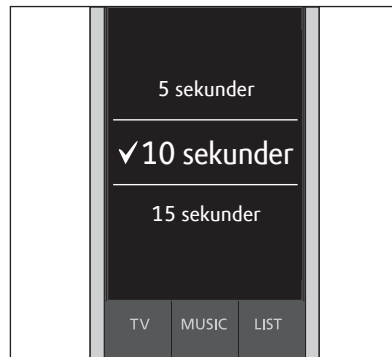 5 sekunder
✓10 sekunder
15 sekunder
TV MUSIC LIST